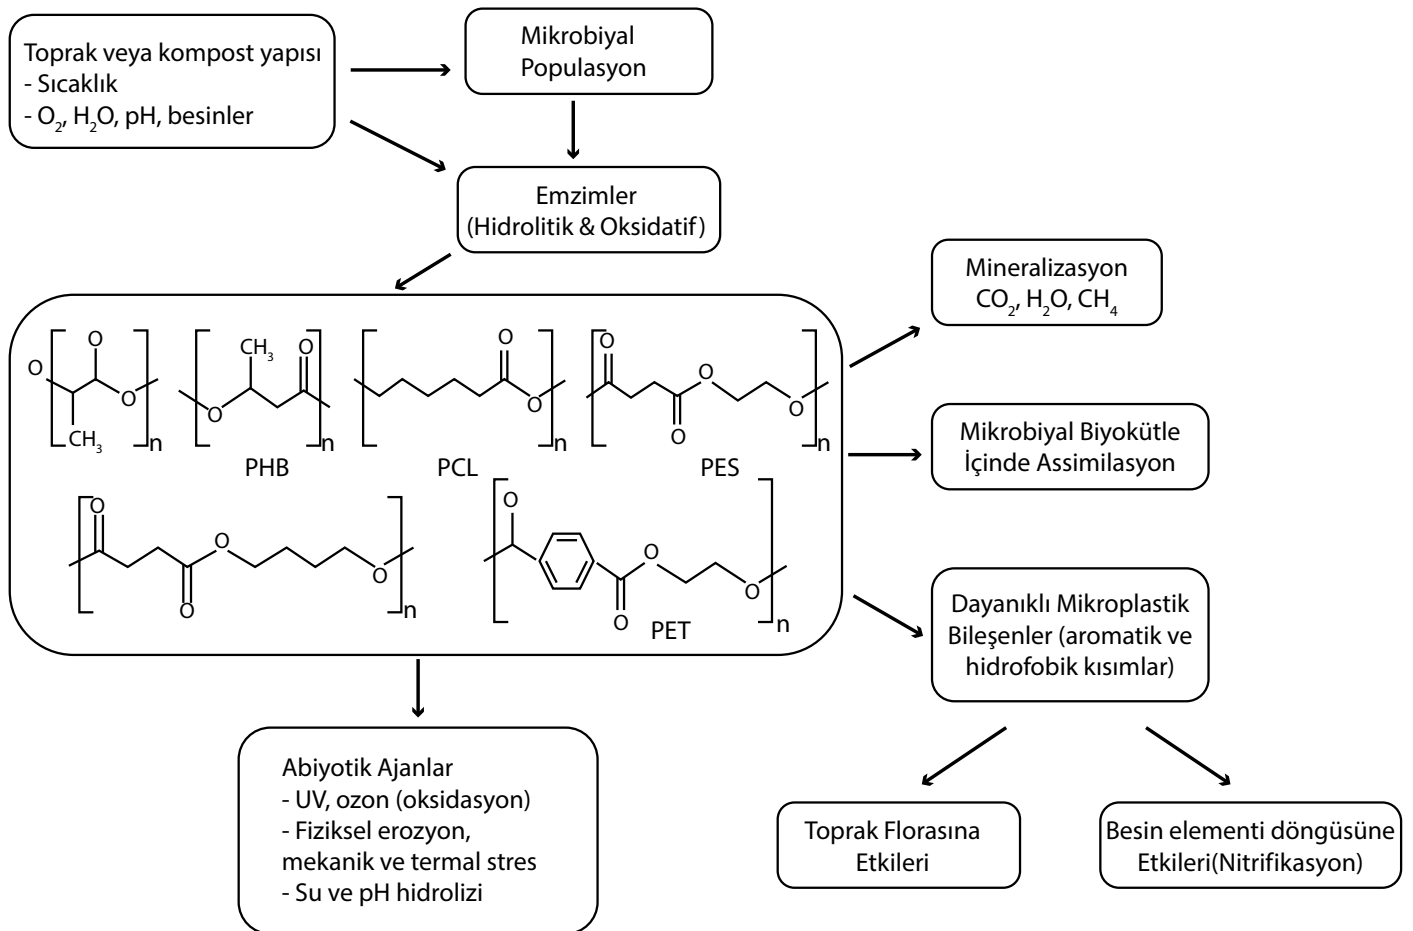 Toprak veya kompost yapısı
- Sıcaklık
- O₂, H₂O, pH, besinler
Mikrobiyal
Populasyon
Emzimler
(Hidrolitik & Oksidatif)
Mineralizasyon
CO₂, H₂O, CH₄
O
O
O
CH₃
n
CH₃
O
O
n
PHB
O
O
n
PCL
O
O
O
O
n
PES
Mikrobiyal Biyokütle
İçinde Assimilasyon
O
O
O
O
n
O
O
O
O
n
PET
Dayanıklı Mikroplastik
Bileşenler (aromatik ve
hidrofobik kısımlar)
Abiyotik Ajanlar
- UV, ozon (oksidasyon)
- Fiziksel erozyon,
mekanik ve termal stres
- Su ve pH hidrolizi
Toprak Florasına
Etkileri
Besin elementi döngüsüne
Etkileri(Nitrifikasyon)